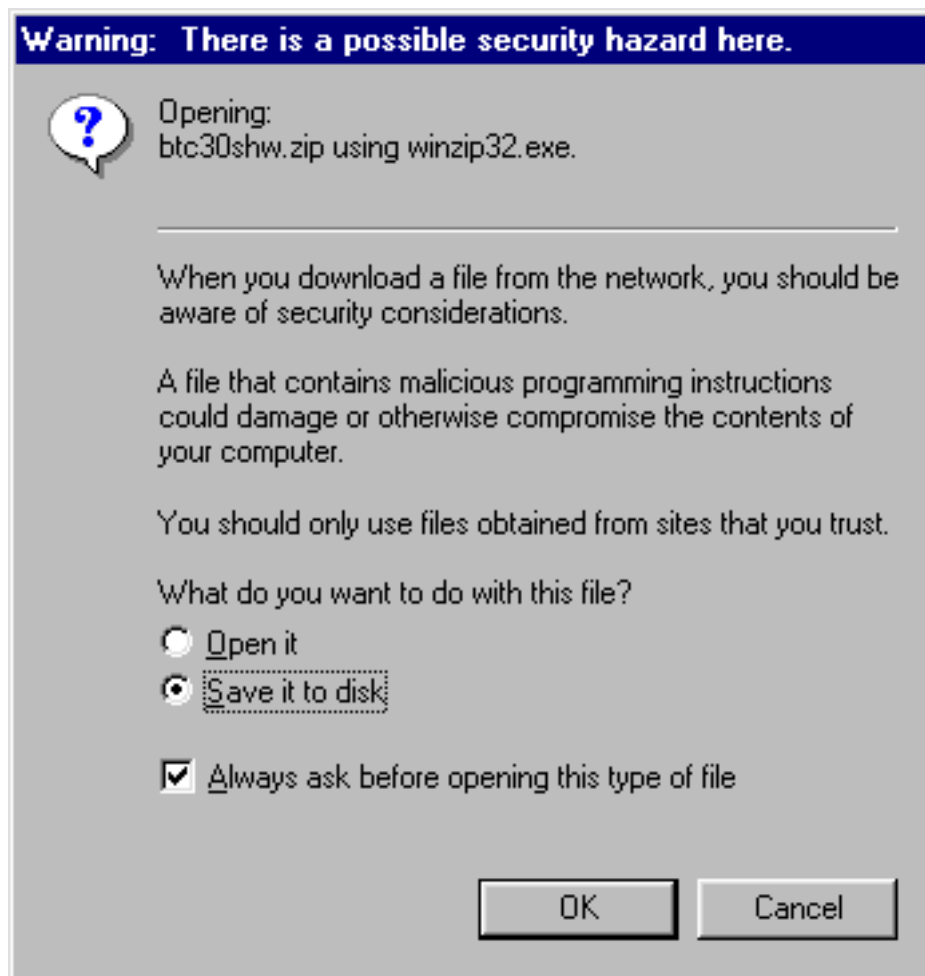 Warning: There is a possible security hazard here.
?
Opening:
btc30shw.zip using winzip32.exe.
When you download a file from the network, you should be
aware of security considerations.
A file that contains malicious programming instructions
could damage or otherwise compromise the contents of
your computer.
You should only use files obtained from sites that you trust.
What do you want to do with this file?
Open it
Save it to disk
Always ask before opening this type of file
OK Cancel